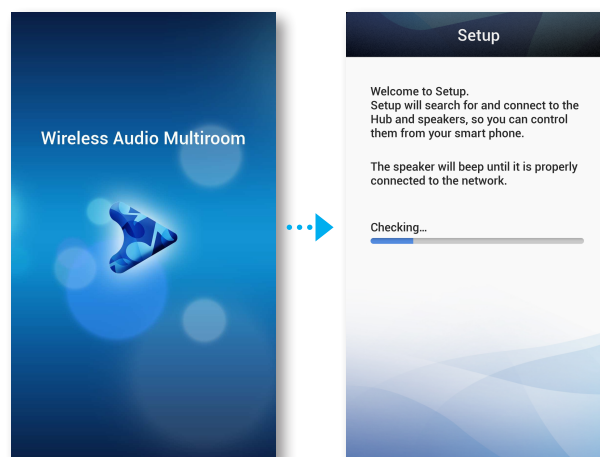 Wireless Audio Multiroom
Setup
Welcome to Setup.
Setup will search for and connect to the
Hub and speakers, so you can control
them from your smart phone.
The speaker will beep until it is properly
connected to the network.
Checking...